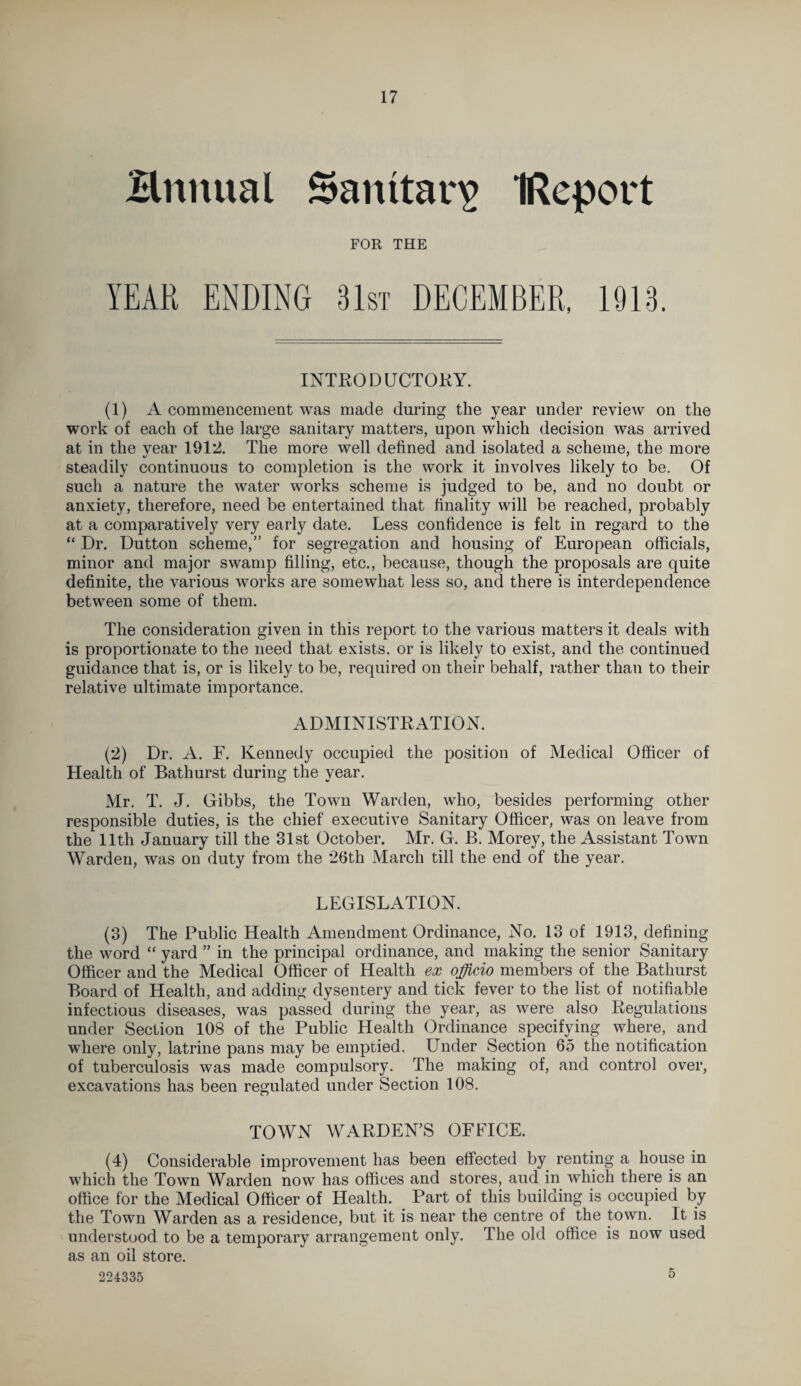 17
Annual Sanitary Report
FOR THE
YEAR ENDING 31ST DECEMBER, 1913.
INTRODUCTORY.
(1) A commencement was made during the year under review on the
work of each of the large sanitary matters, upon which decision was arrived
at in the year 1912. The more well defined and isolated a scheme, the more
steadily continuous to completion is the work it involves likely to be. Of
such a nature the water works scheme is judged to be, and no doubt or
anxiety, therefore, need be entertained that finality will be reached, probably
at a comparatively very early date. Less confidence is felt in regard to the
“ Dr. Dutton scheme,” for segregation and housing of European officials,
minor and major swamp filling, etc., because, though the proposals are quite
definite, the various works are somewhat less so, and there is interdependence
between some of them.
The consideration given in this report to the various matters it deals with
is proportionate to the need that exists, or is likely to exist, and the continued
guidance that is, or is likely to be, required on their behalf, rather than to their
relative ultimate importance.
ADMINISTRATION.
(2) Dr. A. F. Kennedy occupied the position of Medical Officer of
Health of Bathurst during the year.
Mr. T. J. Gibbs, the Town Warden, who, besides performing other
responsible duties, is the chief executive Sanitary Officer, was on leave from
the 11th January till the 31st October. Mr. G. B. Morey, the Assistant Town
Warden, was on duty from the 26th March till the end of the year.
LEGISLATION.
(3) The Public Health Amendment Ordinance, No. 13 of 1913, defining
the word “ yard ” in the principal ordinance, and making the senior Sanitary
Officer and the Medical Officer of Health ex officio members of the Bathurst
Board of Health, and adding dysentery and tick fever to the list of notifiable
infectious diseases, was passed during the year, as were also Regulations
under Section 108 of the Public Health Ordinance specifying where, and
where only, latrine pans may be emptied. Under Section 65 the notification
of tuberculosis was made compulsory. The making of, and control over,
excavations has been regulated under Section 108.
TOWN WARDEN’S OFFICE.
(4) Considerable improvement has been effected by renting a house in
which the Town Warden now has offices and stores, and in which there is an
office for the Medical Officer of Health. Part of this building is occupied by
the Town Warden as a residence, but it is near the centre of the town. It is
understood to be a temporary arrangement only. The old office is now used
as an oil store.
224335 5